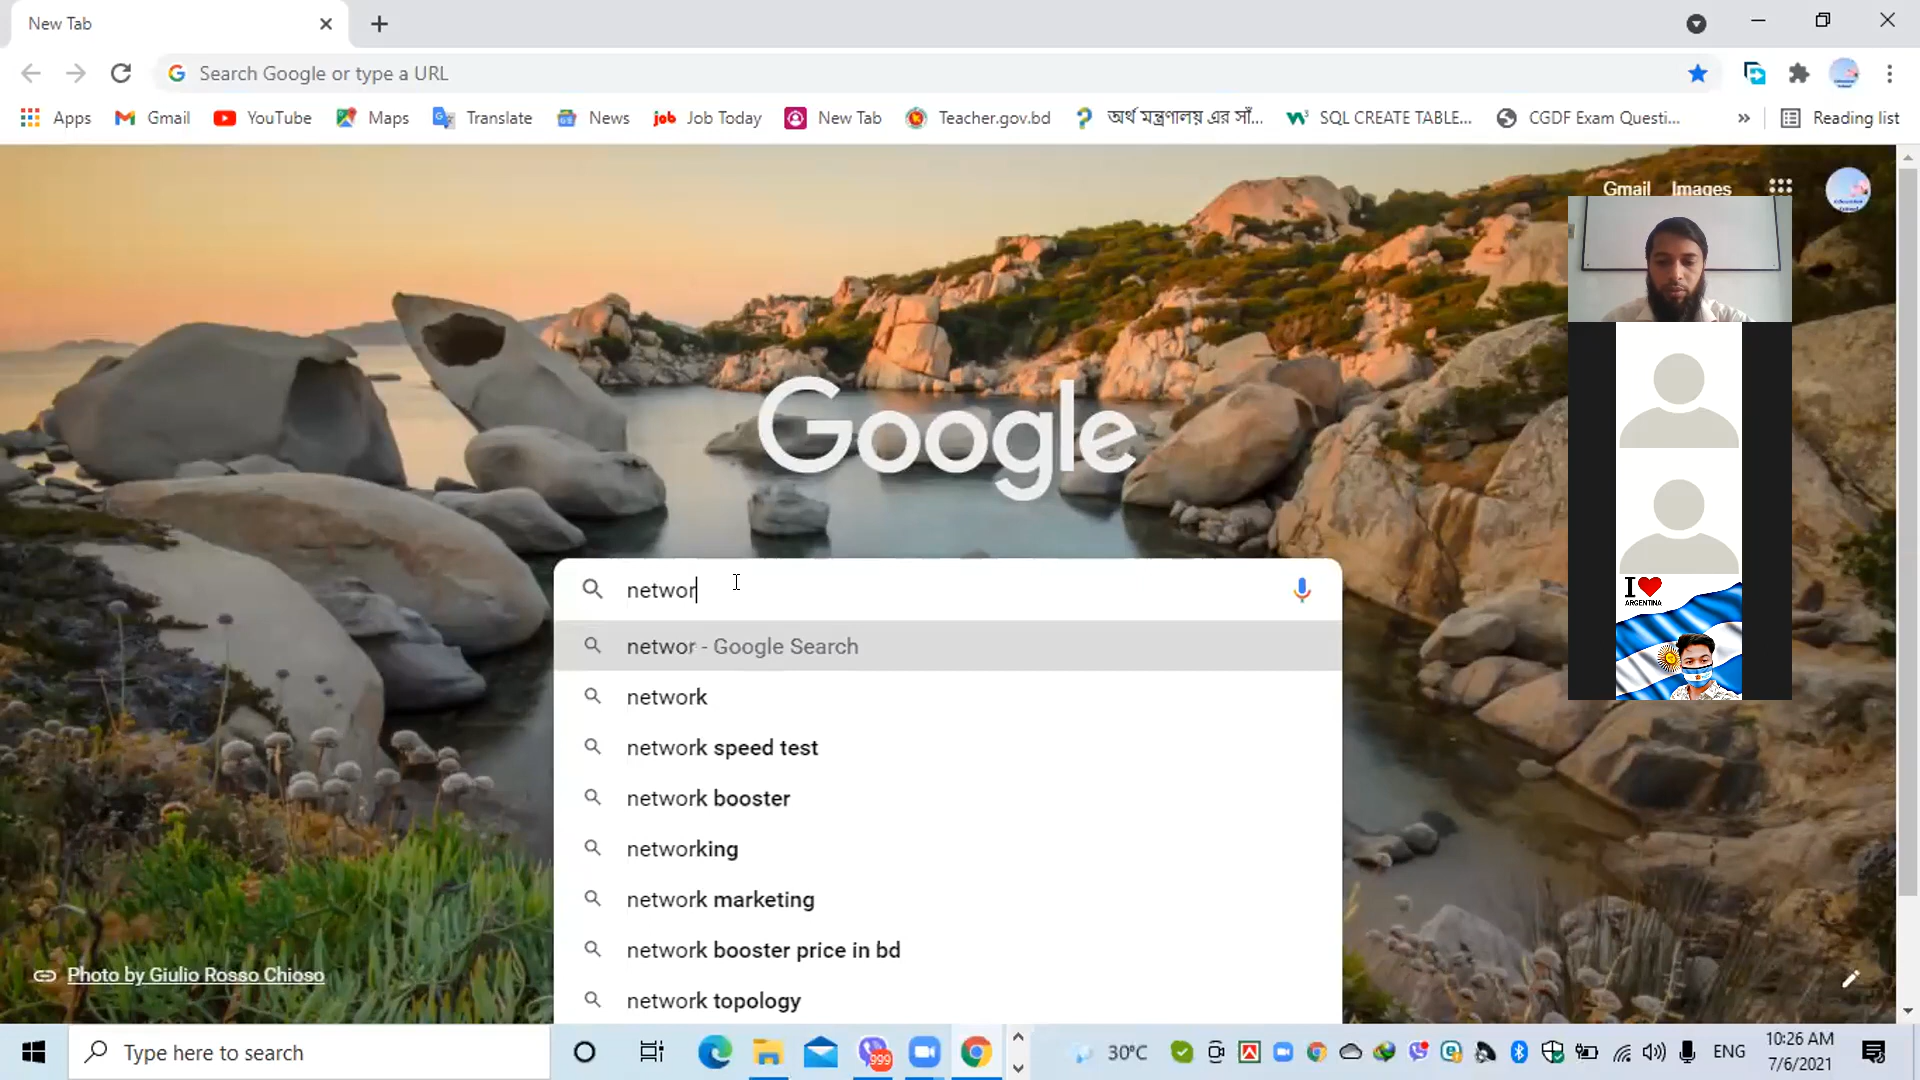 New Tab
Search Google or type a URL
Apps
Gmail
YouTube
Maps
Translate
News
job
Job Today
New Tab
Teacher.gov.bd
অর্থ মন্ত্রণালয় এর সাঁ...
SQL CREATE TABLE...
CGDF Exam Questi...
Reading list
Gmail
Images
Google
I
ARGENTINA
networ
networ - Google Search
network
network speed test
network booster
networking
network marketing
network booster price in bd
network topology
Photo by Giulio Rosso Chioso
Type here to search
999
30°C
ENG
10:26 AM
7/6/2021